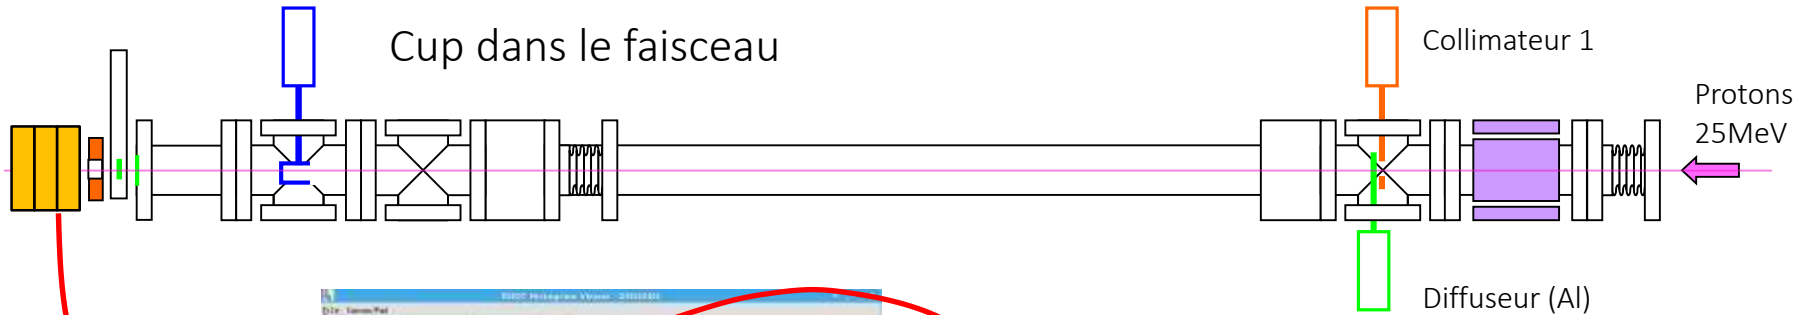 Cup dans le faisceau
Collimateur 1
Protons
25MeV
Diffuseur (Al)